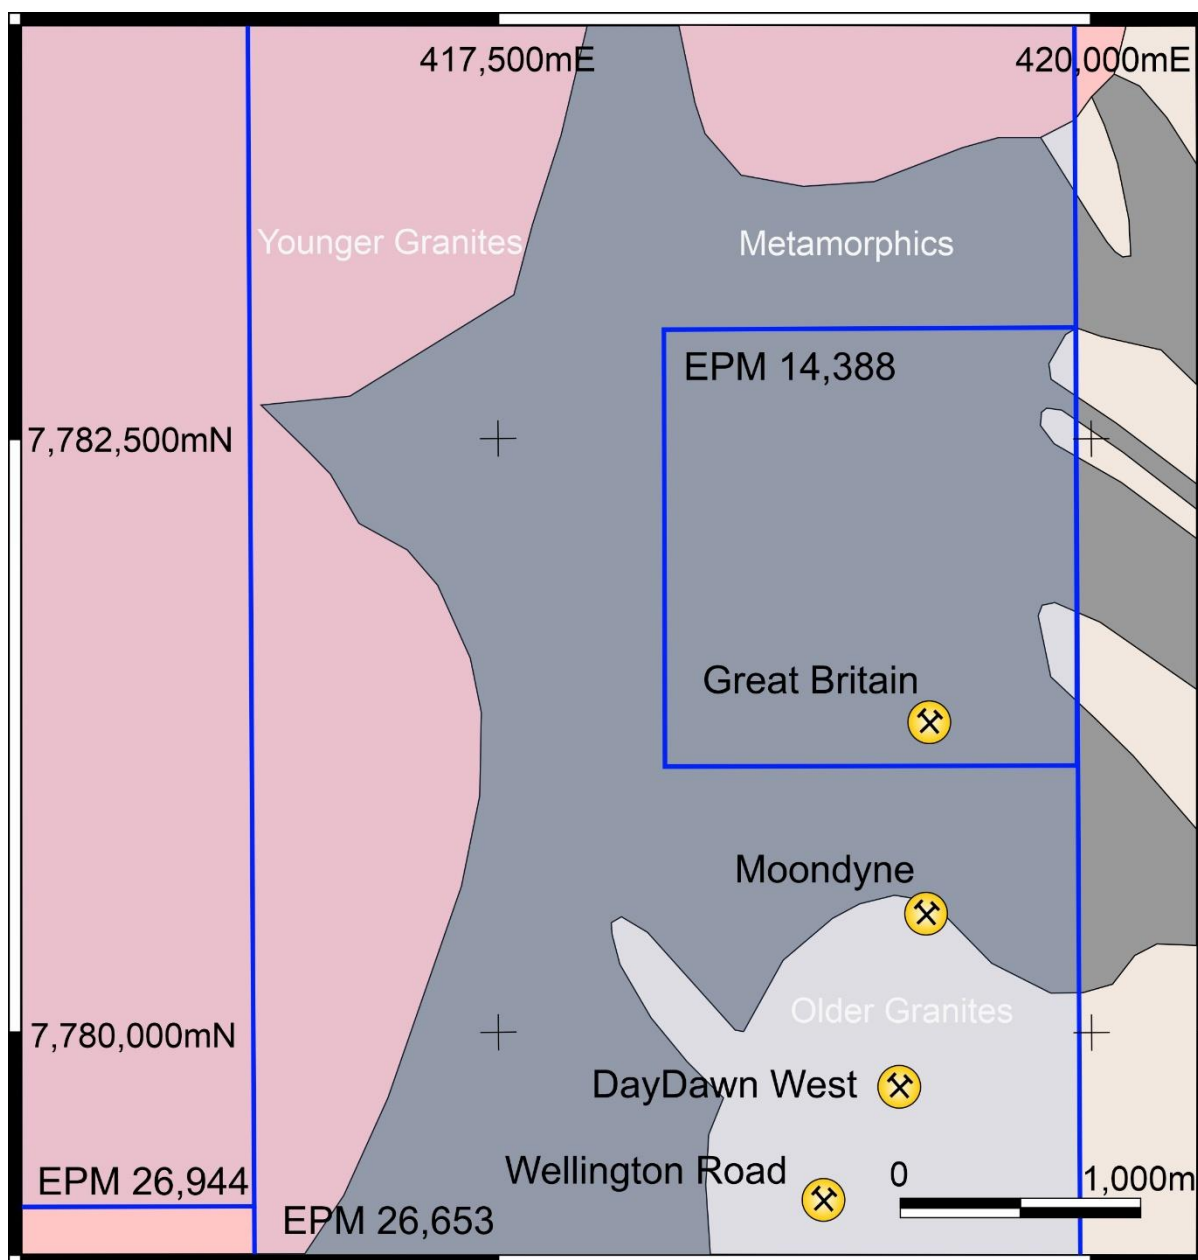 417,500mE
420,000mE
Younger Granites
Metamorphics
EPM 14,388
7,782,500mN
Great Britain
Moondyne
Older Granites
7,780,000mN
DayDawn West
Wellington Road
0
1,000m
EPM 26,944
EPM 26,653